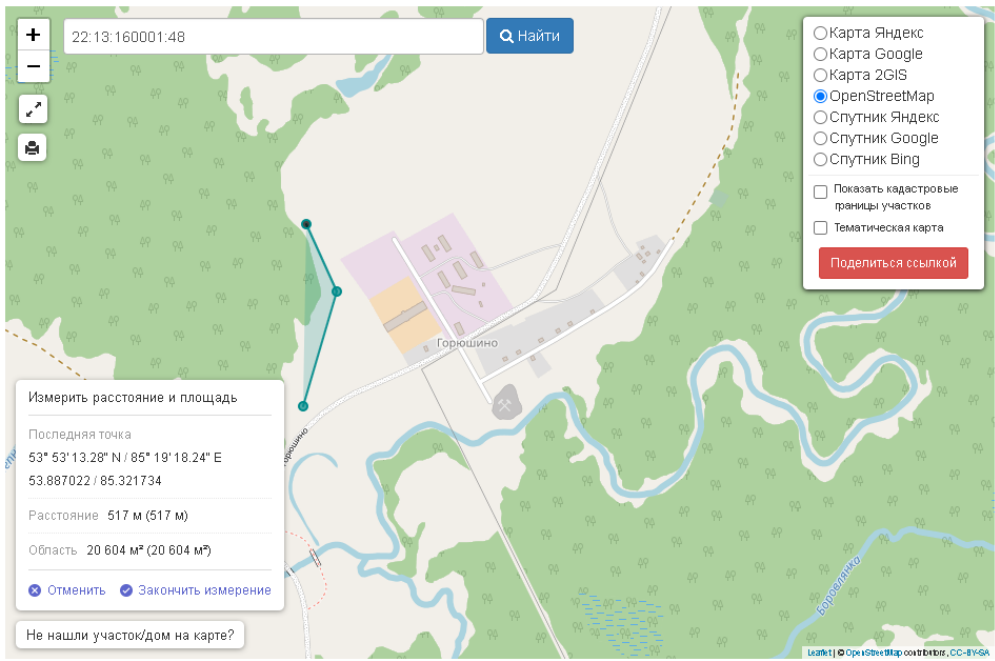 +
22:13:160001:48
Найти
−
Карта Яндекс
Карта Google
Карта 2GIS
OpenStreetMap
Спутник Яндекс
Спутник Google
Спутник Bing
Показать кадастровые
границы участков
Тематическая карта
Поделиться ссылкой
Горюшино
Измерить расстояние и площадь
Последняя точка
53° 53' 13.28" N / 85° 19' 18.24" E
53.887022 / 85.321734
Расстояние 517 м (517 м)
Область 20 604 м² (20 604 м²)
Отменить Закончить измерение
Не нашли участок/дом на карте?
Боровлянка
Leaflet | © OpenStreetMap contributors, CC-BY-SA